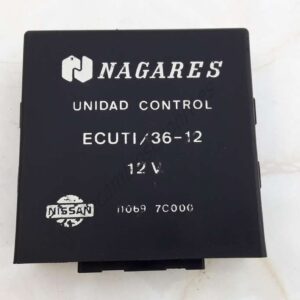 NAGARES
UNIDAD CONTROL
ECUTI/36-12
12 V
NISSAN 11069 7C000